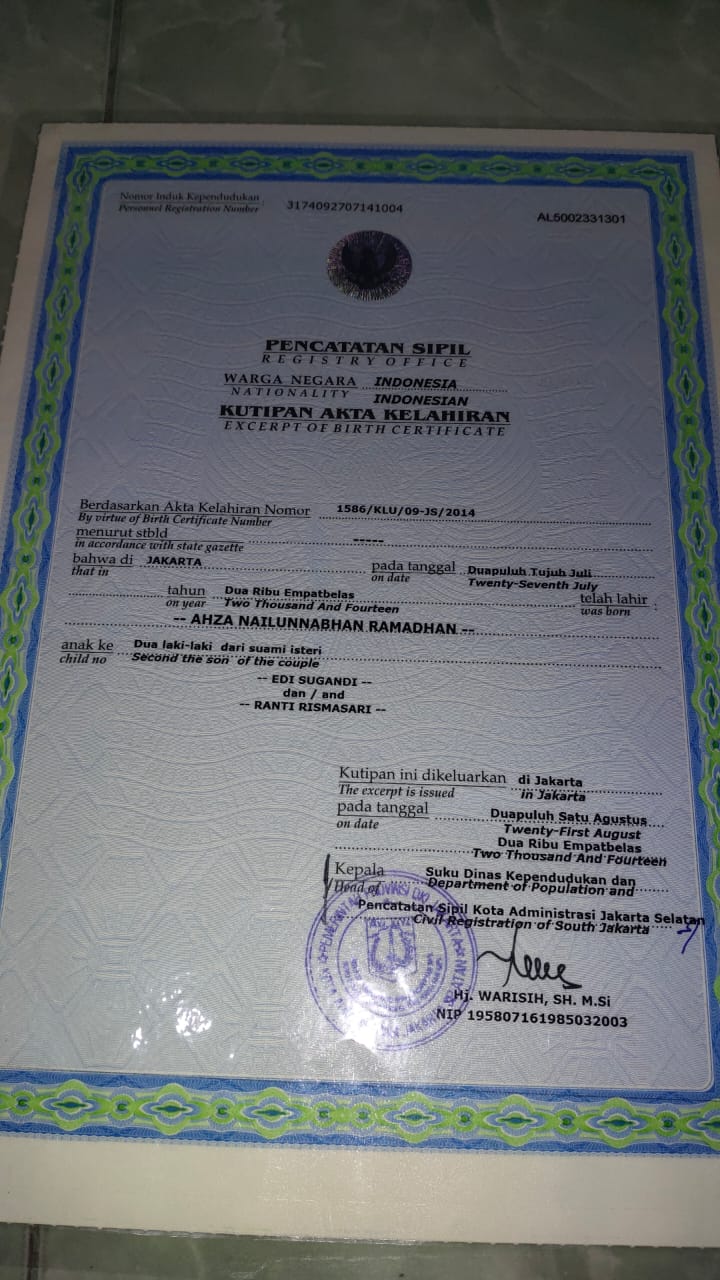 Nomor Induk Kependudukan 3174092707141004
Personnel Registration Number
AL5002331301
PENCATATAN SIPIL
REGISTRY OFFICE
WARGA NEGARA INDONESIA
NATIONALITY INDONESIAN
KUTIPAN AKTA KELAHIRAN
EXCERPT OF BIRTH CERTIFICATE
Berdasarkan Akta Kelahiran Nomor 1586/KLU/09-JS/2014
By virtue of Birth Certificate Number
menurut stbld -----
in accordance with state gazette
bahwa di JAKARTA pada tanggal Duapuluh Tujuh Juli
that in on date Twenty-Seventh July
tahun Dua Ribu Empatbelas telah lahir :
on year Two Thousand And Fourteen was born
-- AHZA NAILUNNABHAN RAMADHAN --
anak ke Dua laki-laki dari suami isteri
child no Second the son of the couple
-- EDI SUGANDI --
dan / and
-- RANTI RISMASARI --
Kutipan ini dikeluarkan di Jakarta
The excerpt is issued in Jakarta
pada tanggal Duapuluh Satu Agustus
on date Twenty-First August
Dua Ribu Empatbelas
Two Thousand And Fourteen
Kepala Suku Dinas Kependudukan dan
Head of Department of Population and
Pencatatan Sipil Kota Administrasi Jakarta Selatan
Civil Registration of South Jakarta
Hj. WARISIH, SH. M.Si
NIP 195807161985032003